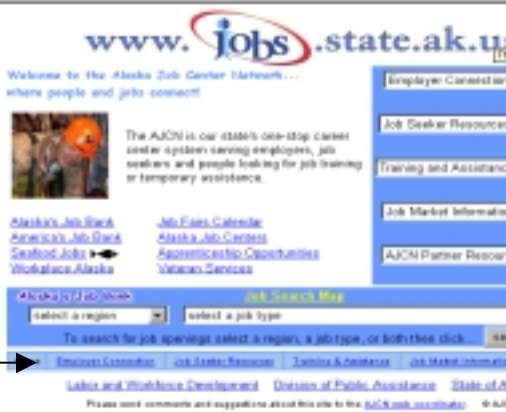 www.jobs.state.ak.us
Welcome to the Alaska Job Center Network...
where people and jobs connect!
Employer Connection
Job Seeker Resources
Training and Assistance
Job Market Information
AJCN Partner Resour
The AJCN is our state's one-stop career
center system serving employers, job
seekers and people looking for job training
or temporary assistance.
Alaska's Job Bank
America's Job Bank
Seafood Jobs
Workplace Alaska
Job Fairs Calendar
Alaska Job Centers
Apprenticeship Opportunities
Veteran Services
Alaska's Job Bank Job Search Map
select a region select a job type
To search for job openings select a region, a job type, or both then click... se
Employer Connection Job Seeker Resources Training & Assistance Job Market Informati
Labor and Workforce Development Division of Public Assistance State of A
Please send comments and suggestions about this site to the AJCN web coordinator. © AJ